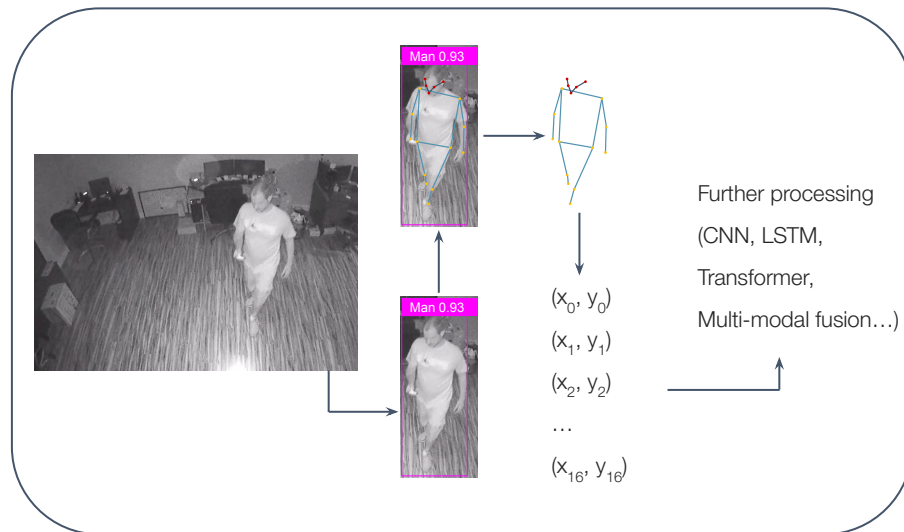 Man 0.93
Man 0.93
(x₀, y₀)
(x₁, y₁)
(x₂, y₂)
…
(x₁₆, y₁₆)
Further processing
(CNN, LSTM,
Transformer,
Multi-modal fusion…)